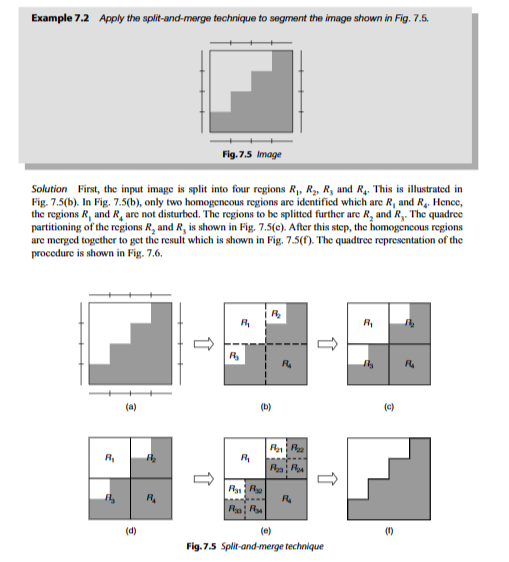 Example 7.2 Apply the split-and-merge technique to segment the image shown in Fig. 7.5.
Fig. 7.5 Image
Solution First, the input image is split into four regions R₁, R₂, R₃ and R₄. This is illustrated in
Fig. 7.5(b). In Fig. 7.5(b), only two homogeneous regions are identified which are R₁ and R₄. Hence,
the regions R₁ and R₄ are not disturbed. The regions to be splitted further are R₂ and R₃. The quadree
partitioning of the regions R₂ and R₃ is shown in Fig. 7.5(c). After this step, the homogeneous regions
are merged together to get the result which is shown in Fig. 7.5(f). The quadtree representation of the
procedure is shown in Fig. 7.6.
R₁ R₂ R₁ R₂
R₃ R₄ R₃ R₄
(a) (b) (c)
R₁ R₂ R₁ R₂₁ R₂₂
R₂₃ R₂₄
R₃ R₄ R₃₁ R₃₂ R₄
R₃₃ R₃₄
(d) (e) (f)
Fig. 7.5 Split-and-merge technique